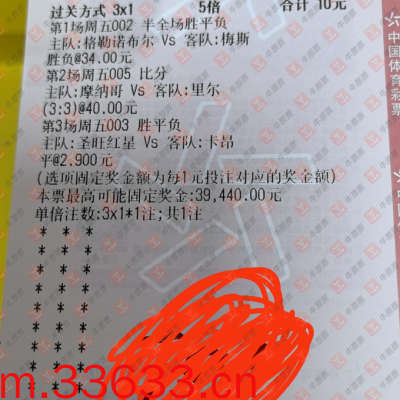 过关方式 3x1 5倍 合计 10元
第1场周五002 半全场胜平负
主队:格勒诺布尔 Vs 客队:梅斯
胜负@34.00元
第2场周五005 比分
主队:摩纳哥 Vs 客队:里尔
(3:3)@40.00元
第3场周五003 胜平负
主队:圣旺红星 Vs 客队:卡昂
平@2.900元
(选项固定奖金额为每1元投注对应的奖金额)
本票最高可能固定奖金:39,440.00元
单倍注数:3x1*1注;共1注
* * *
* * *
* * *
* * *
* * *
* * *
* * *
* * *
* * *
m.33633.cn
中国体育彩票